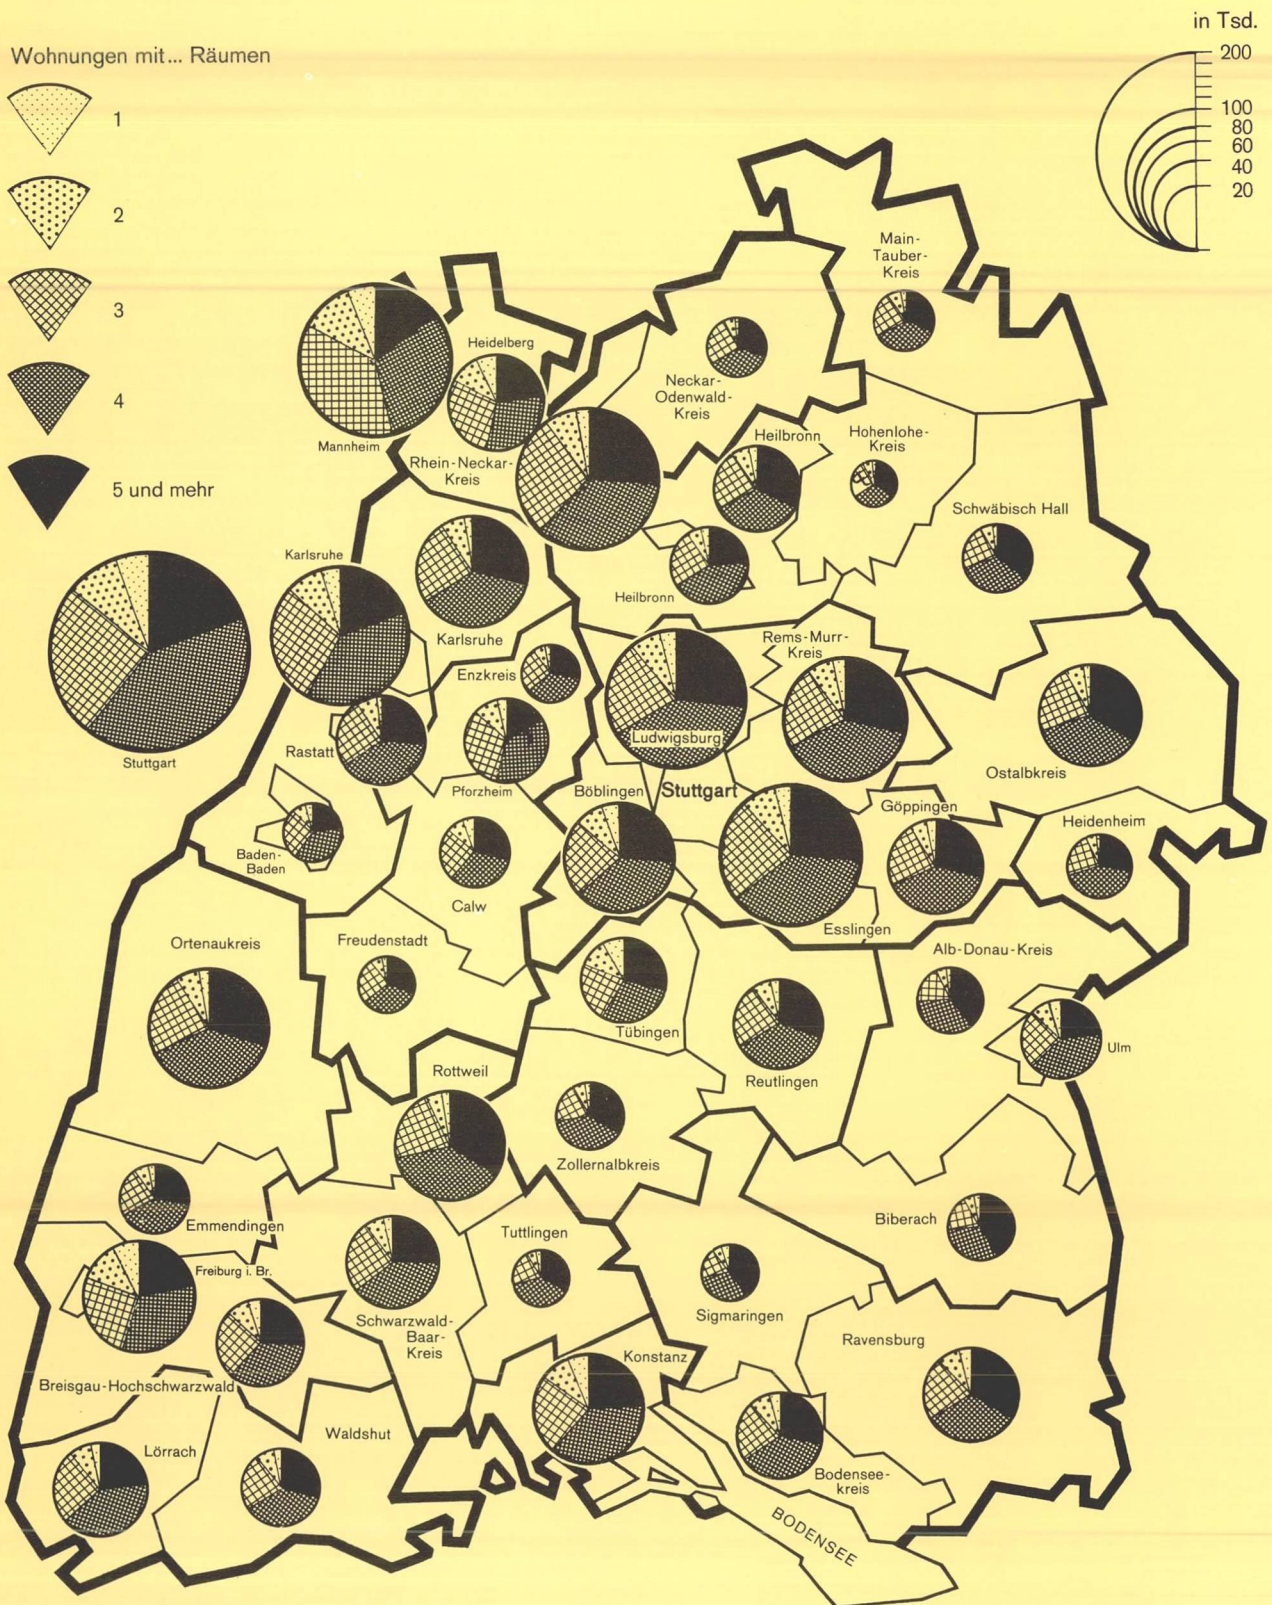 in Tsd.
200
100
80
60
40
20
Wohnungen mit... Räumen
1
2
3
4
5 und mehr
Main-
Tauber-
Kreis
Heidelberg
Neckar-
Odenwald-
Kreis
Mannheim
Rhein-Neckar-
Kreis
Heilbronn
Hohenlohe-
Kreis
Schwäbisch Hall
Karlsruhe
Heilbronn
Karlsruhe
Rems-Murr-
Kreis
Enzkreis
Ludwigsburg
Stuttgart
Rastatt
Ostalbkreis
Pforzheim
Böblingen
Stuttgart
Göppingen
Heidenheim
Baden-
Baden
Calw
Esslingen
Ortenaukreis
Freudenstadt
Alb-Donau-Kreis
Tübingen
Ulm
Rottweil
Reutlingen
Zollernalbkreis
Emmendingen
Biberach
Tuttlingen
Freiburg i. Br.
Schwarzwald-
Baar-
Kreis
Sigmaringen
Ravensburg
Konstanz
Breisgau-Hochschwarzwald
Waldshut
Lörrach
Bodensee-
kreis
BODENSEE